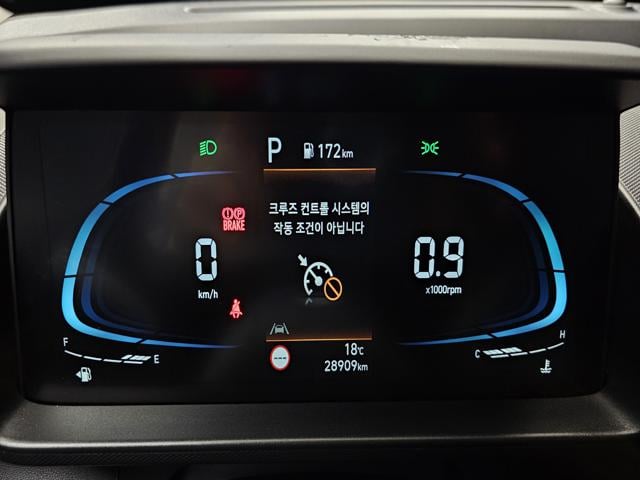 P 172km
크루즈 컨트롤 시스템의
작동 조건이 아닙니다
(!) (P)
BRAKE
0
km/h
0.9
x1000rpm
F E
C H
--- 18℃
28909km